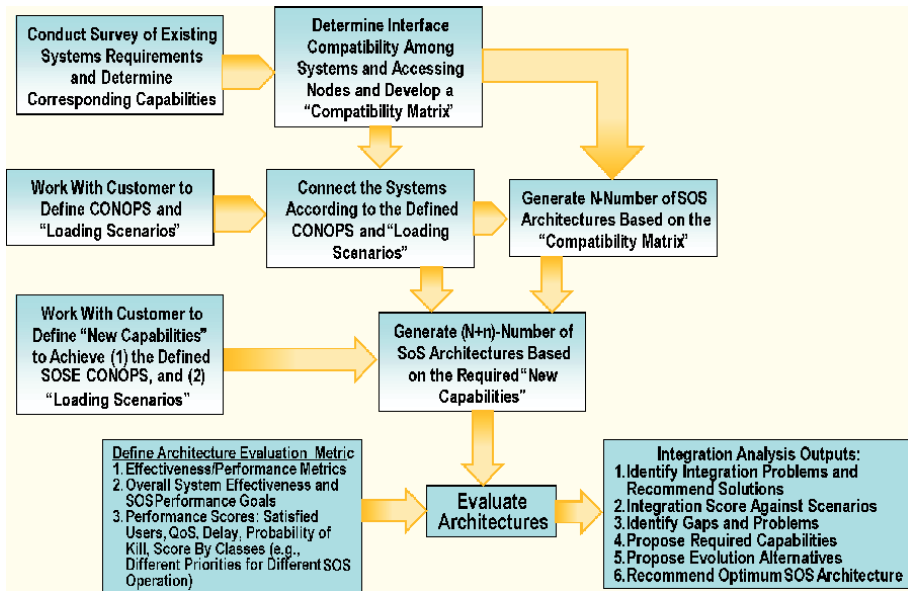 Conduct Survey of Existing
Systems Requirements
and Determine
Corresponding Capabilities
Determine Interface
Compatibility Among
Systems and Accessing
Nodes and Develop a
“Compatibility Matrix”
Work With Customer to
Define CONOPS and
“Loading Scenarios”
Connect the Systems
According to the Defined
CONOPS and “Loading
Scenarios”
Generate N-Number of SOS
Architectures Based on the
“Compatibility Matrix”
Work With Customer to
Define “New Capabilities”
to Achieve (1) the Defined
SOSE CONOPS, and (2)
“Loading Scenarios”
Generate (N+n)-Number of
SoS Architectures Based
on the Required “New
Capabilities”
Define Architecture Evaluation Metric
1. Effectiveness/Performance Metrics
2. Overall System Effectiveness and
SOS Performance Goals
3. Performance Scores: Satisfied
Users, QoS, Delay, Probability of
Kill, Score By Classes (e.g.,
Different Priorities for Different SOS
Operation)
Evaluate
Architectures
Integration Analysis Outputs:
1. Identify Integration Problems and
Recommend Solutions
2. Integration Score Against Scenarios
3. Identify Gaps and Problems
4. Propose Required Capabilities
5. Propose Evolution Alternatives
6. Recommend Optimum SOS Architecture